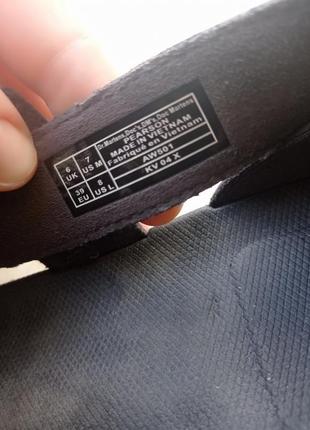 6 UK 7 US M
39 EU 8 US L
Dr.Martens,Doc's,DM's,Doc Martens
PEARSON
MADE IN VIETNAM
Fabriqué en Vietnam
AW501
KV 04 X